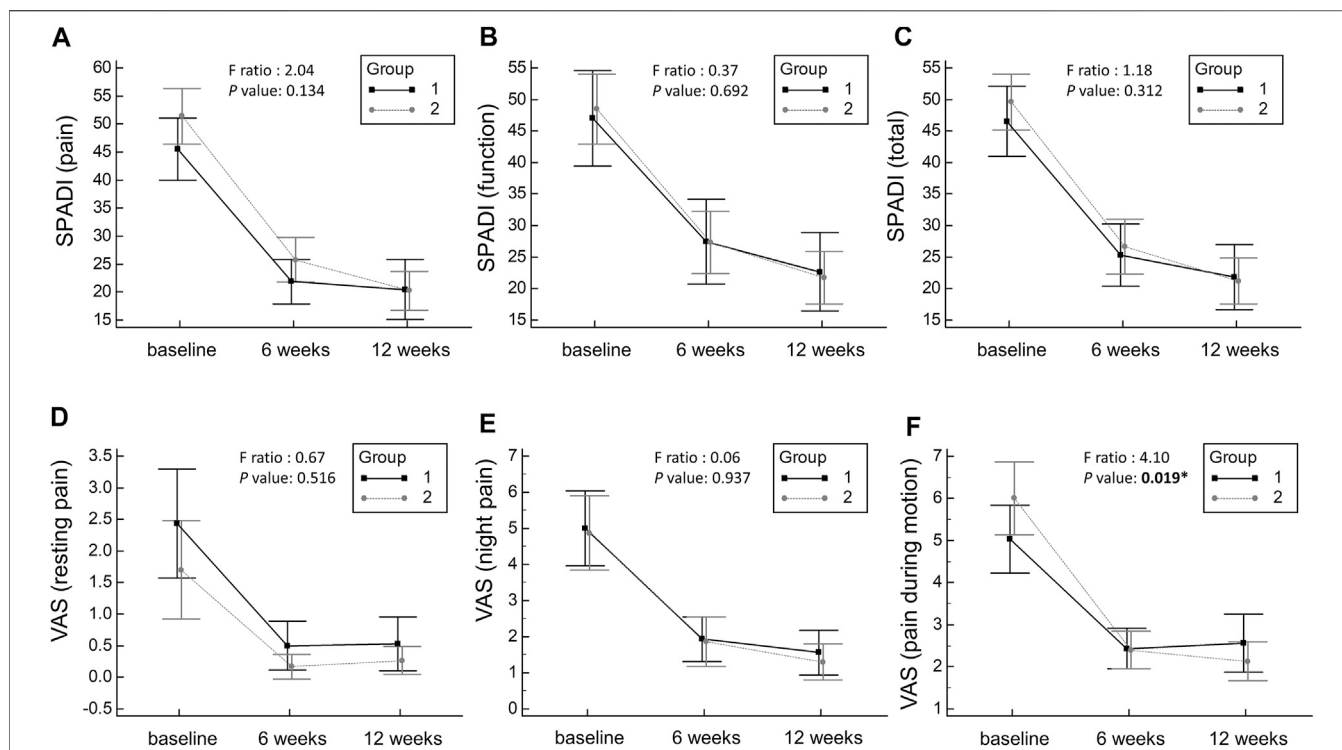 A
F ratio : 2.04
P value: 0.134
Group
1
2
SPADI (pain)
60
55
50
45
40
35
30
25
20
15
baseline 6 weeks 12 weeks
B
F ratio : 0.37
P value: 0.692
Group
1
2
SPADI (function)
55
50
45
40
35
30
25
20
15
baseline 6 weeks 12 weeks
C
F ratio : 1.18
P value: 0.312
Group
1
2
SPADI (total)
55
50
45
40
35
30
25
20
15
baseline 6 weeks 12 weeks
D
F ratio : 0.67
P value: 0.516
Group
1
2
VAS (resting pain)
3.5
3.0
2.5
2.0
1.5
1.0
0.5
0.0
-0.5
baseline 6 weeks 12 weeks
E
F ratio : 0.06
P value: 0.937
Group
1
2
VAS (night pain)
7
6
5
4
3
2
1
0
baseline 6 weeks 12 weeks
F
F ratio : 4.10
P value: 0.019*
Group
1
2
VAS (pain during motion)
7
6
5
4
3
2
1
baseline 6 weeks 12 weeks